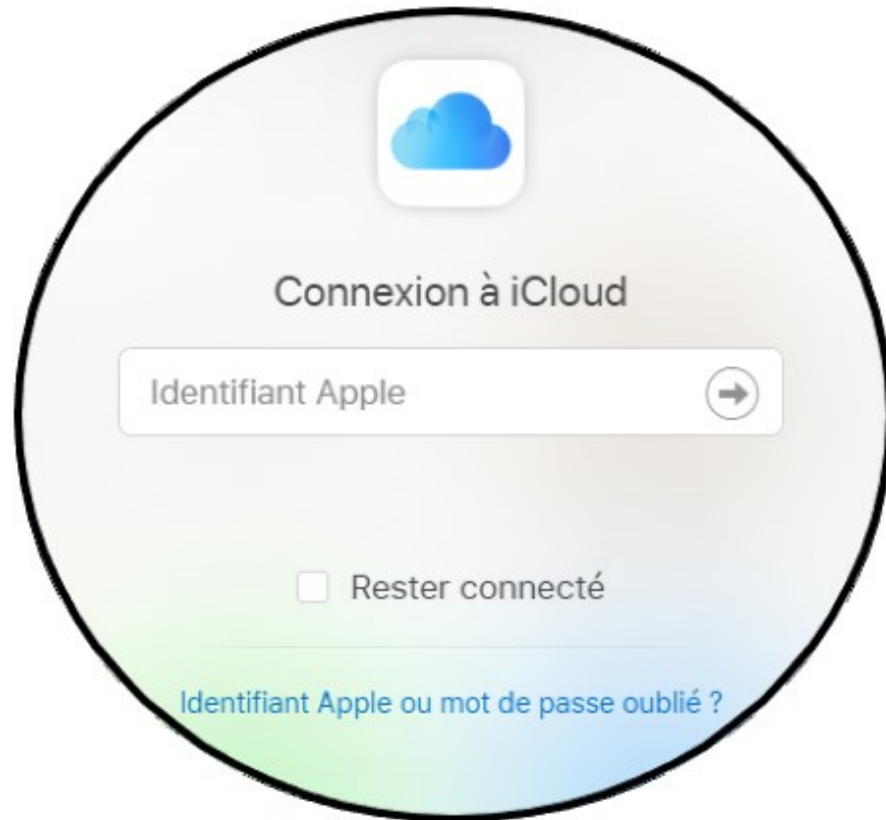 Connexion à iCloud
Identifiant Apple
Rester connecté
Identifiant Apple ou mot de passe oublié ?